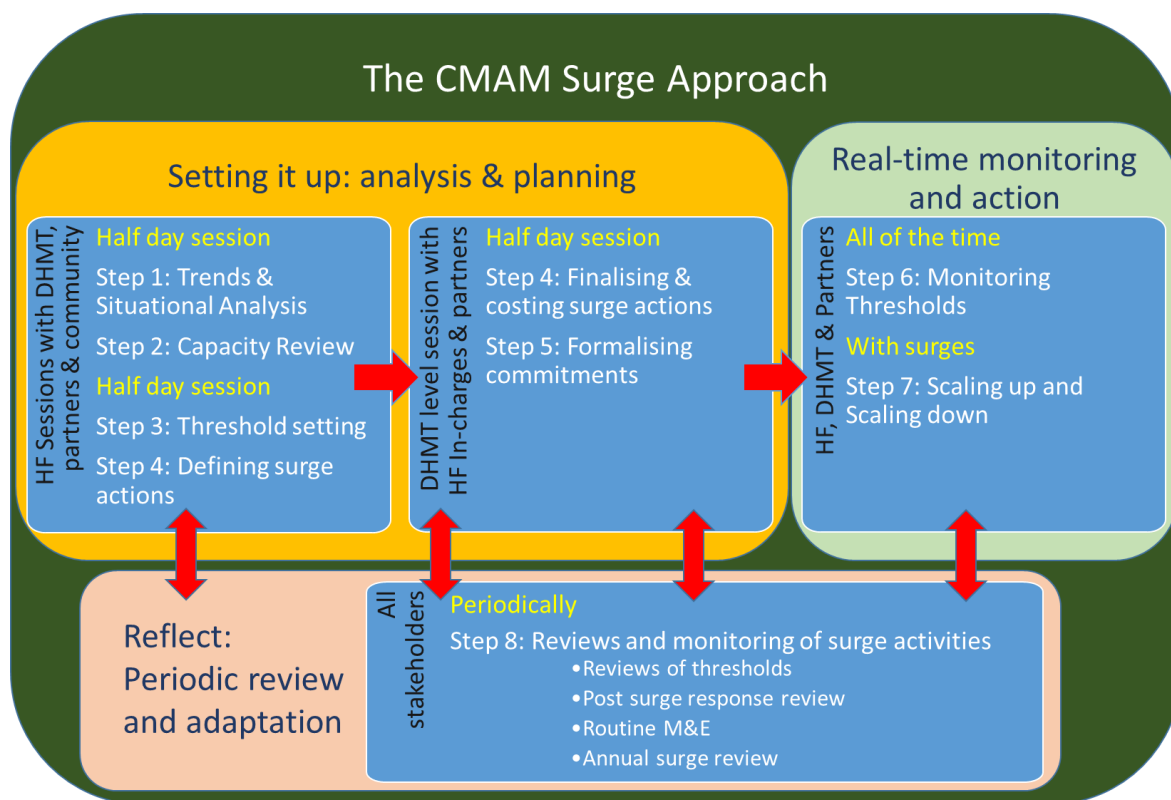 The CMAM Surge Approach
Setting it up: analysis & planning
HF Sessions with DHMT,
partners & community
Half day session
Step 1: Trends &
Situational Analysis
Step 2: Capacity Review
Half day session
Step 3: Threshold setting
Step 4: Defining surge
actions
DHMT level session with
HF In-charges & partners
Half day session
Step 4: Finalising &
costing surge actions
Step 5: Formalising
commitments
Real-time monitoring
and action
HF, DHMT & Partners
All of the time
Step 6: Monitoring
Thresholds
With surges
Step 7: Scaling up and
Scaling down
Reflect:
Periodic review
and adaptation
All
stakeholders
Periodically
Step 8: Reviews and monitoring of surge activities
•Reviews of thresholds
•Post surge response review
•Routine M&E
•Annual surge review